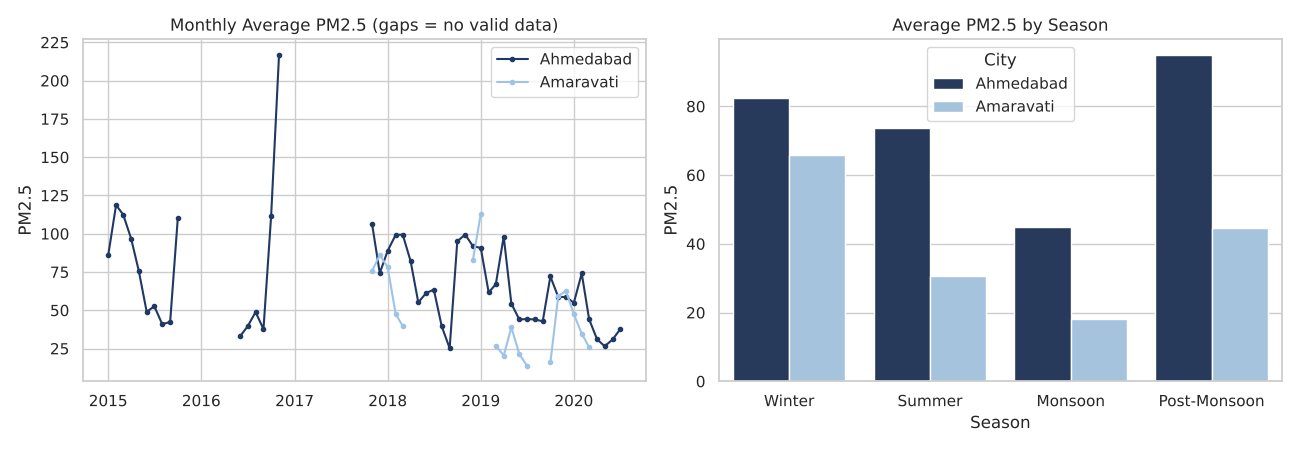 Monthly Average PM2.5 (gaps = no valid data)
225
200
175
150
125
100
75
50
25
PM2.5
Ahmedabad
Amaravati
2015 2016 2017 2018 2019 2020
Average PM2.5 by Season
80
60
40
20
0
PM2.5
City
Ahmedabad
Amaravati
Winter Summer Monsoon Post-Monsoon
Season